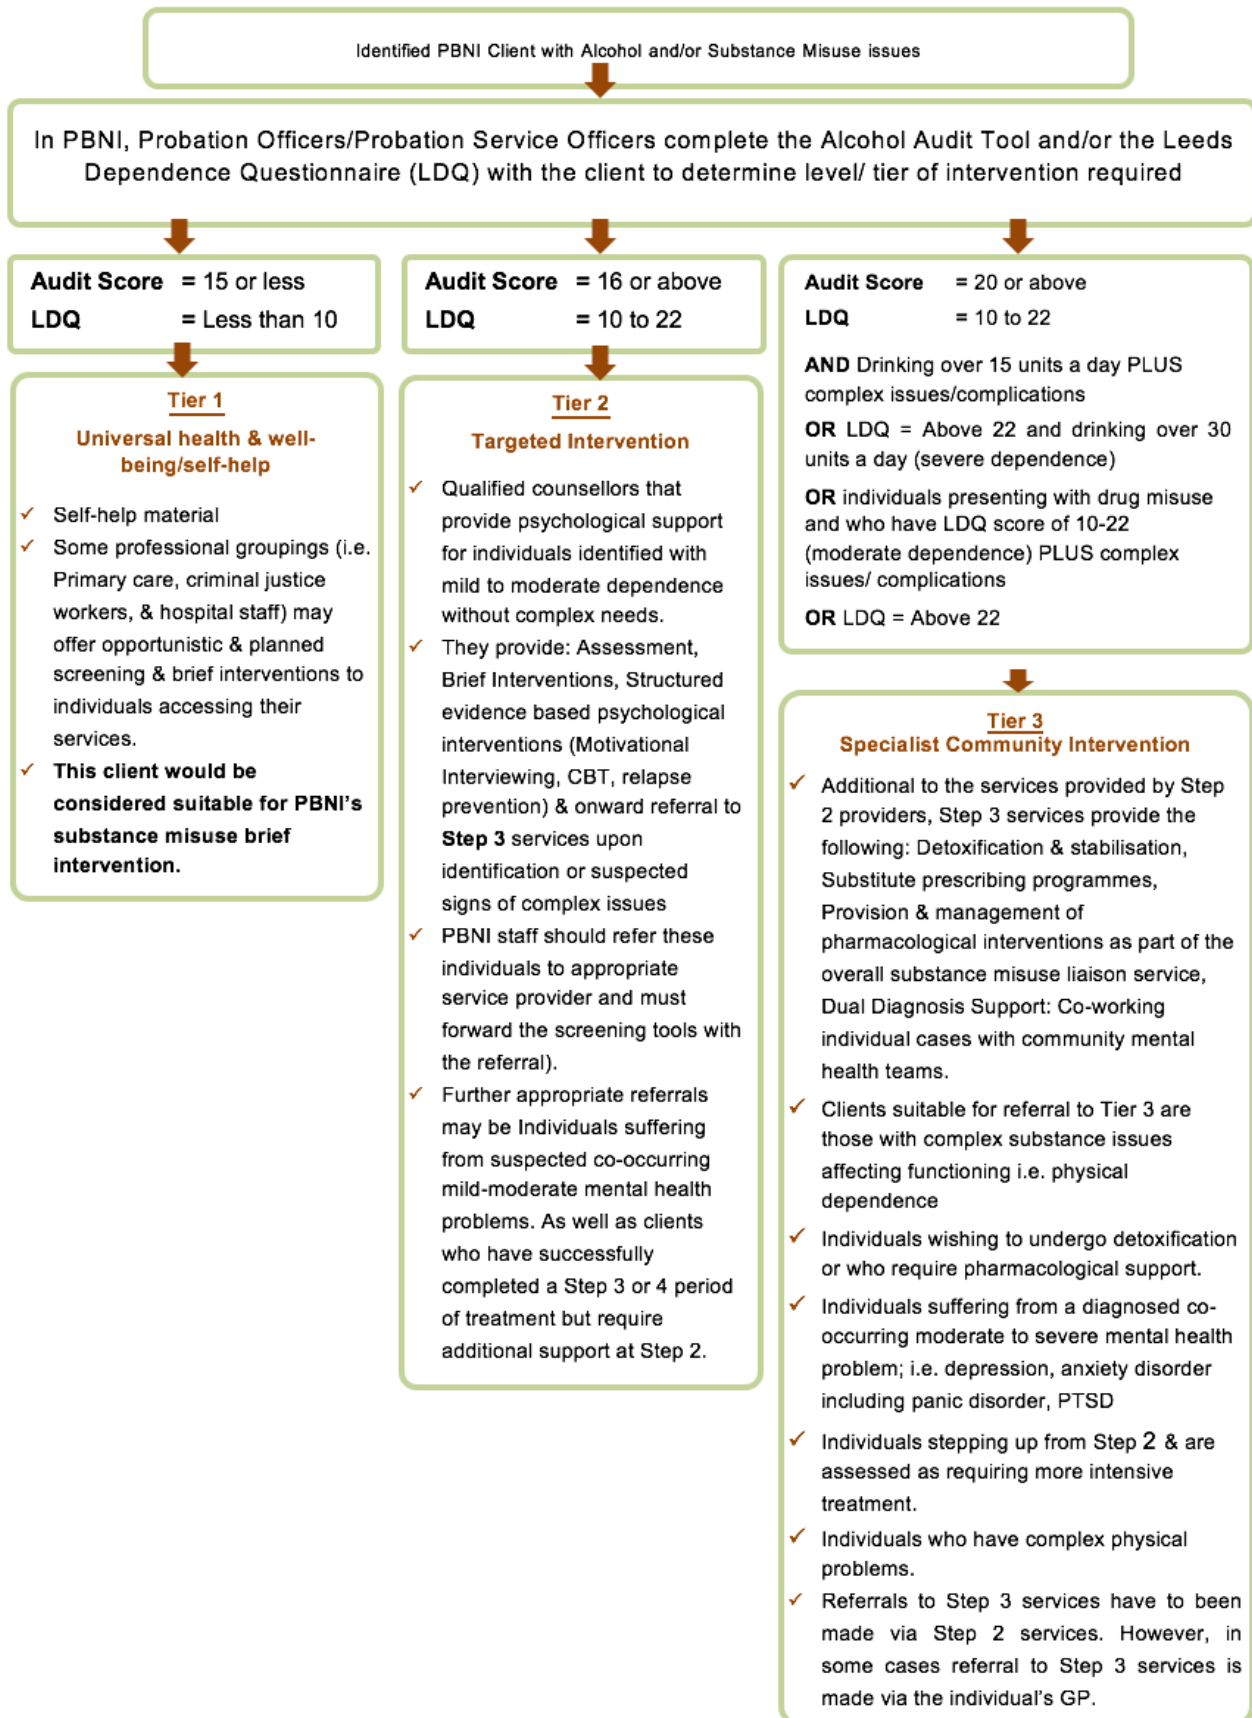 Identified PBNI Client with Alcohol and/or Substance Misuse issues
In PBNI, Probation Officers/Probation Service Officers complete the Alcohol Audit Tool and/or the Leeds
Dependence Questionnaire (LDQ) with the client to determine level/ tier of intervention required
Audit Score = 15 or less
LDQ = Less than 10
Tier 1
Universal health & well-
being/self-help
✓ Self-help material
✓ Some professional groupings (i.e.
Primary care, criminal justice
workers, & hospital staff) may
offer opportunistic & planned
screening & brief interventions to
individuals accessing their
services.
✓ This client would be
considered suitable for PBNI's
substance misuse brief
intervention.
Audit Score = 16 or above
LDQ = 10 to 22
Tier 2
Targeted Intervention
✓ Qualified counsellors that
provide psychological support
for individuals identified with
mild to moderate dependence
without complex needs.
✓ They provide: Assessment,
Brief Interventions, Structured
evidence based psychological
interventions (Motivational
Interviewing, CBT, relapse
prevention) & onward referral to
Step 3 services upon
identification or suspected
signs of complex issues
✓ PBNI staff should refer these
individuals to appropriate
service provider and must
forward the screening tools with
the referral).
✓ Further appropriate referrals
may be Individuals suffering
from suspected co-occurring
mild-moderate mental health
problems. As well as clients
who have successfully
completed a Step 3 or 4 period
of treatment but require
additional support at Step 2.
Audit Score = 20 or above
LDQ = 10 to 22
AND Drinking over 15 units a day PLUS
complex issues/complications
OR LDQ = Above 22 and drinking over 30
units a day (severe dependence)
OR individuals presenting with drug misuse
and who have LDQ score of 10-22
(moderate dependence) PLUS complex
issues/ complications
OR LDQ = Above 22
Tier 3
Specialist Community Intervention
✓ Additional to the services provided by Step
2 providers, Step 3 services provide the
following: Detoxification & stabilisation,
Substitute prescribing programmes,
Provision & management of
pharmacological interventions as part of the
overall substance misuse liaison service,
Dual Diagnosis Support: Co-working
individual cases with community mental
health teams.
✓ Clients suitable for referral to Tier 3 are
those with complex substance issues
affecting functioning i.e. physical
dependence
✓ Individuals wishing to undergo detoxification
or who require pharmacological support.
✓ Individuals suffering from a diagnosed co-
occurring moderate to severe mental health
problem; i.e. depression, anxiety disorder
including panic disorder, PTSD
✓ Individuals stepping up from Step 2 & are
assessed as requiring more intensive
treatment.
✓ Individuals who have complex physical
problems.
✓ Referrals to Step 3 services have to been
made via Step 2 services. However, in
some cases referral to Step 3 services is
made via the individual's GP.